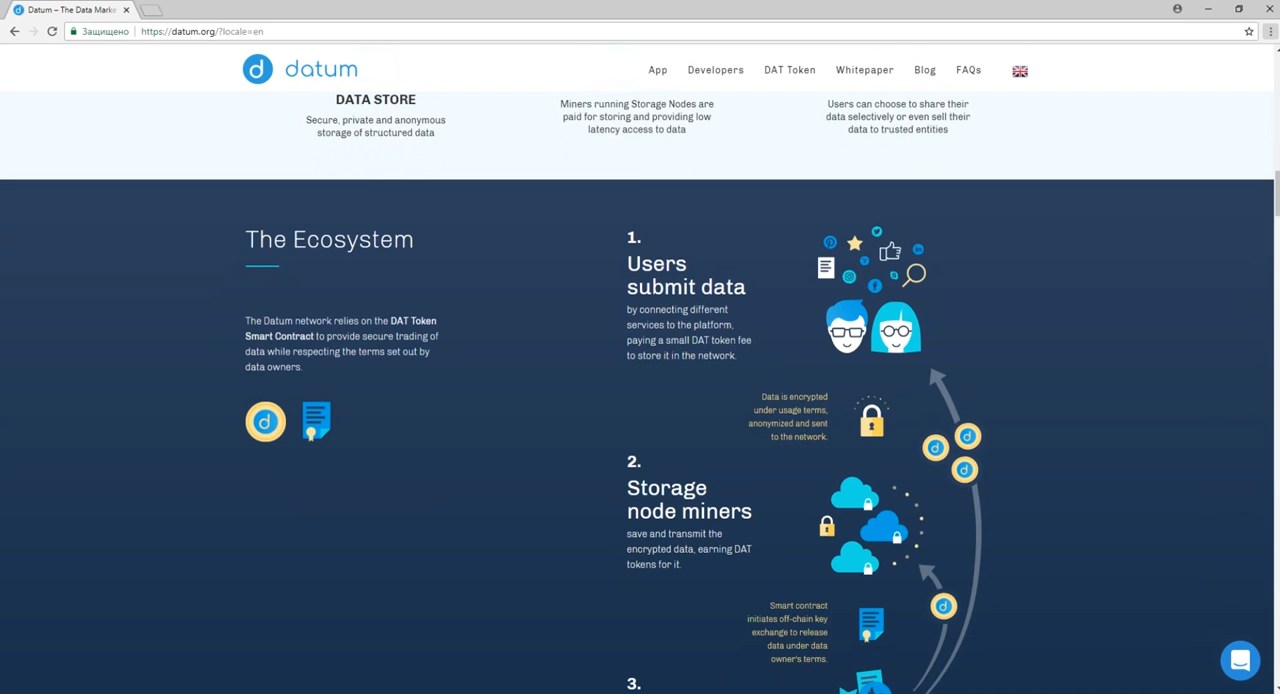 Datum – The Data Marke
Защищено
https://datum.org/?locale=en
datum
App
Developers
DAT Token
Whitepaper
Blog
FAQs
DATA STORE
Secure, private and anonymous
storage of structured data
Miners running Storage Nodes are
paid for storing and providing low
latency access to data
Users can choose to share their
data selectively or even sell their
data to trusted entities
The Ecosystem
The Datum network relies on the DAT Token
Smart Contract to provide secure trading of
data while respecting the terms set out by
data owners.
1.
Users
submit data
by connecting different
services to the platform,
paying a small DAT token fee
to store it in the network.
Data is encrypted
under usage terms,
anonymized and sent
to the network.
2.
Storage
node miners
save and transmit the
encrypted data, earning DAT
tokens for it.
Smart contract
initiates off-chain key
exchange to release
data under data
owner's terms.
3.